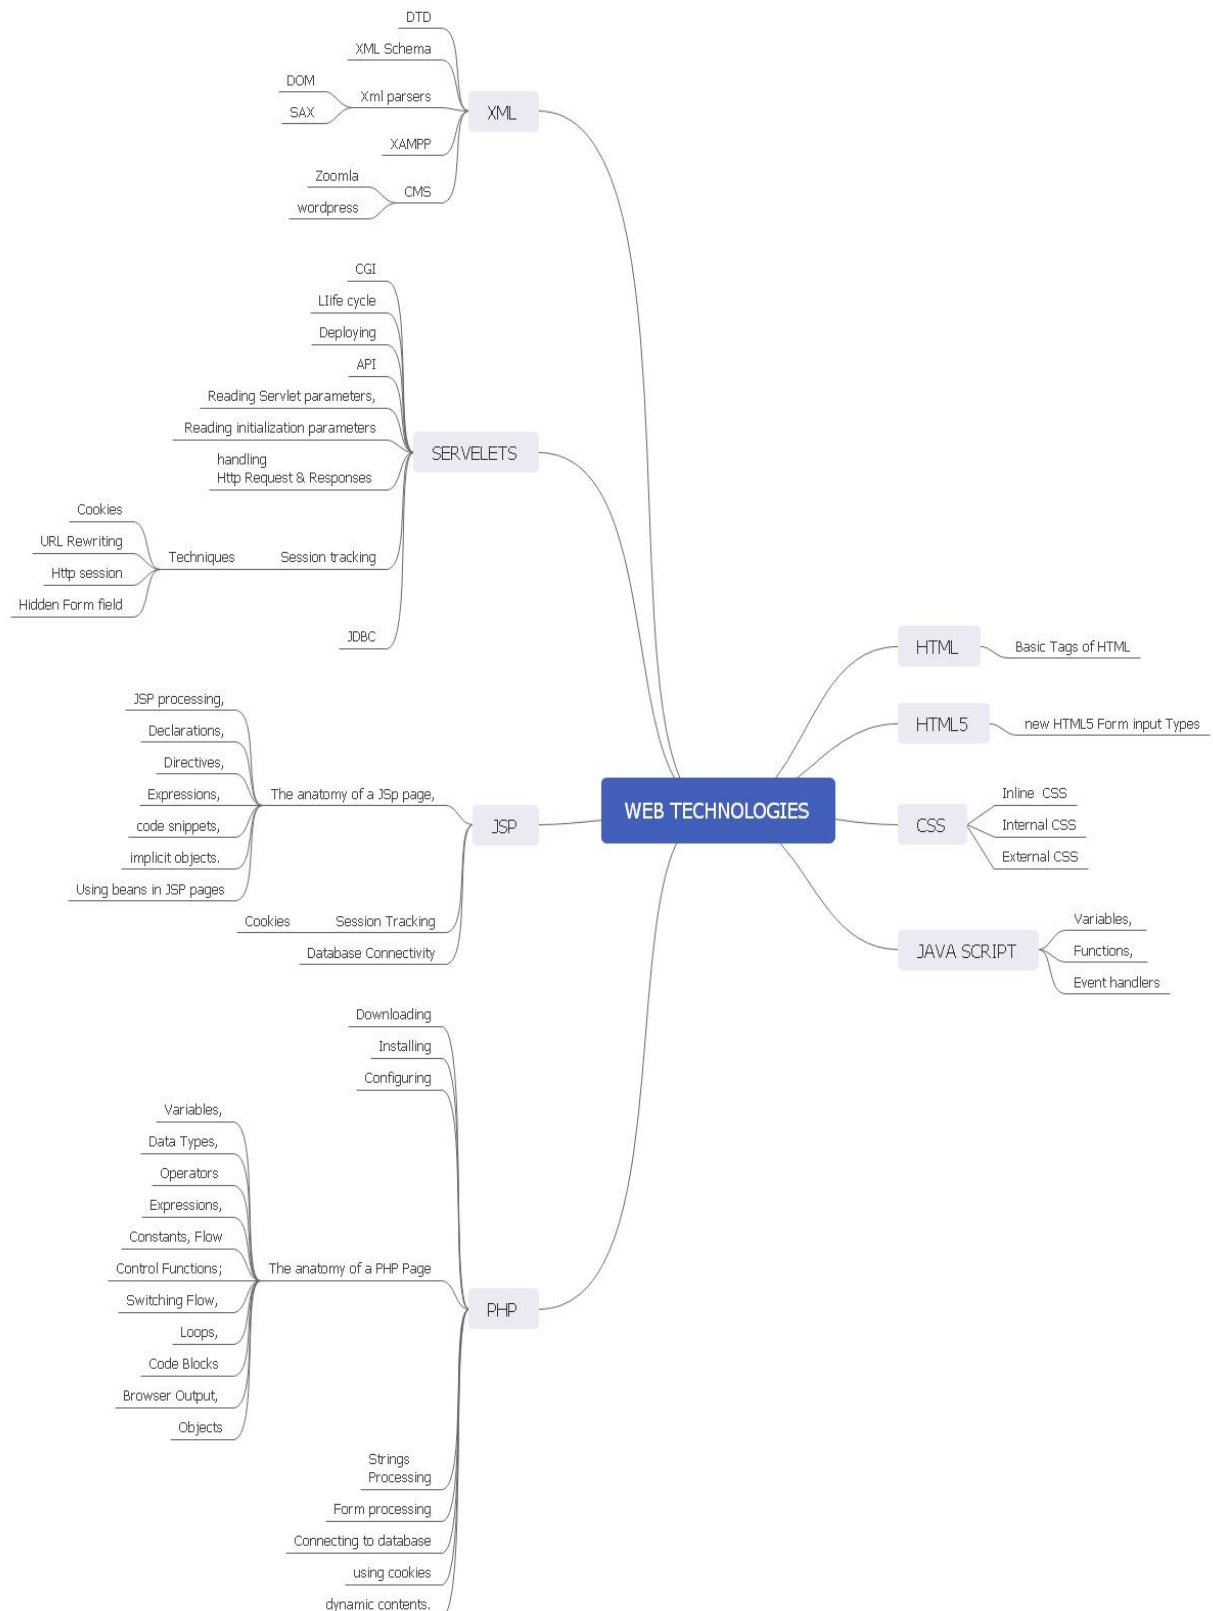 DTD
XML Schema
DOM
SAX
Xml parsers
XAMPP
Zoomla
wordpress
CMS
XML
CGI
LIife cycle
Deploying
API
Reading Servlet parameters,
Reading initialization parameters
handling
Http Request & Responses
Cookies
URL Rewriting
Http session
Hidden Form field
Techniques
Session tracking
JDBC
SERVELETS
JSP processing,
Declarations,
Directives,
Expressions,
code snippets,
implicit objects.
Using beans in JSP pages
The anatomy of a JSp page,
Cookies
Session Tracking
Database Connectivity
JSP
Downloading
Installing
Configuring
Variables,
Data Types,
Operators
Expressions,
Constants, Flow
Control Functions;
Switching Flow,
Loops,
Code Blocks
Browser Output,
Objects
The anatomy of a PHP Page
Strings
Processing
Form processing
Connecting to database
using cookies
dynamic contents.
PHP
WEB TECHNOLOGIES
HTML
Basic Tags of HTML
HTML5
new HTML5 Form input Types
CSS
Inline CSS
Internal CSS
External CSS
JAVA SCRIPT
Variables,
Functions,
Event handlers